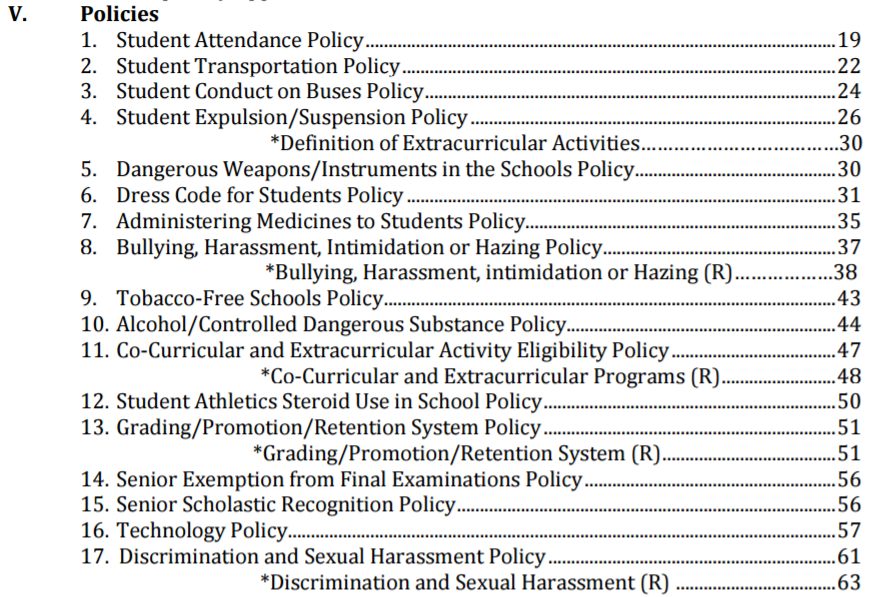 V. Policies
1. Student Attendance Policy........................................19
2. Student Transportation Policy........................................22
3. Student Conduct on Buses Policy........................................24
4. Student Expulsion/Suspension Policy........................................26
*Definition of Extracurricular Activities........................................30
5. Dangerous Weapons/Instruments in the Schools Policy........................................30
6. Dress Code for Students Policy........................................31
7. Administering Medicines to Students Policy........................................35
8. Bullying, Harassment, Intimidation or Hazing Policy........................................37
*Bullying, Harassment, intimidation or Hazing (R)....................38
9. Tobacco-Free Schools Policy........................................43
10. Alcohol/Controlled Dangerous Substance Policy........................................44
11. Co-Curricular and Extracurricular Activity Eligibility Policy........................................47
*Co-Curricular and Extracurricular Programs (R)....................48
12. Student Athletics Steroid Use in School Policy........................................50
13. Grading/Promotion/Retention System Policy........................................51
*Grading/Promotion/Retention System (R)........................................51
14. Senior Exemption from Final Examinations Policy........................................56
15. Senior Scholastic Recognition Policy........................................56
16. Technology Policy........................................57
17. Discrimination and Sexual Harassment Policy........................................61
*Discrimination and Sexual Harassment (R) ........................................63